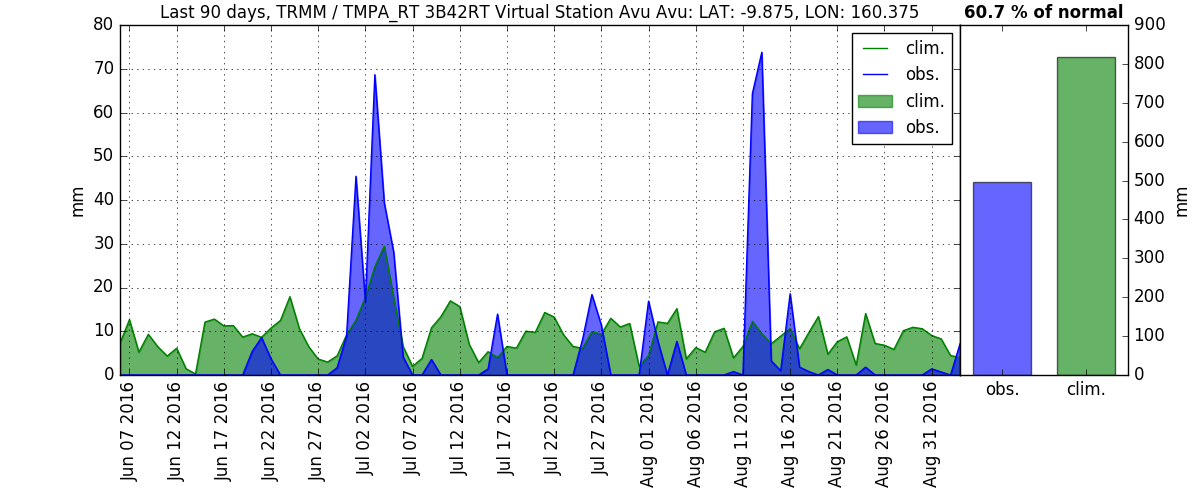 Last 90 days, TRMM / TMPA_RT 3B42RT Virtual Station Avu Avu: LAT: -9.875, LON: 160.375
60.7 % of normal
80
70
60
50
40
30
20
10
0
mm
clim.
obs.
clim.
obs.
900
800
700
600
500
400
300
200
100
0
mm
Jun 07 2016
Jun 12 2016
Jun 17 2016
Jun 22 2016
Jun 27 2016
Jul 02 2016
Jul 07 2016
Jul 12 2016
Jul 17 2016
Jul 22 2016
Jul 27 2016
Aug 01 2016
Aug 06 2016
Aug 11 2016
Aug 16 2016
Aug 21 2016
Aug 26 2016
Aug 31 2016
obs.
clim.